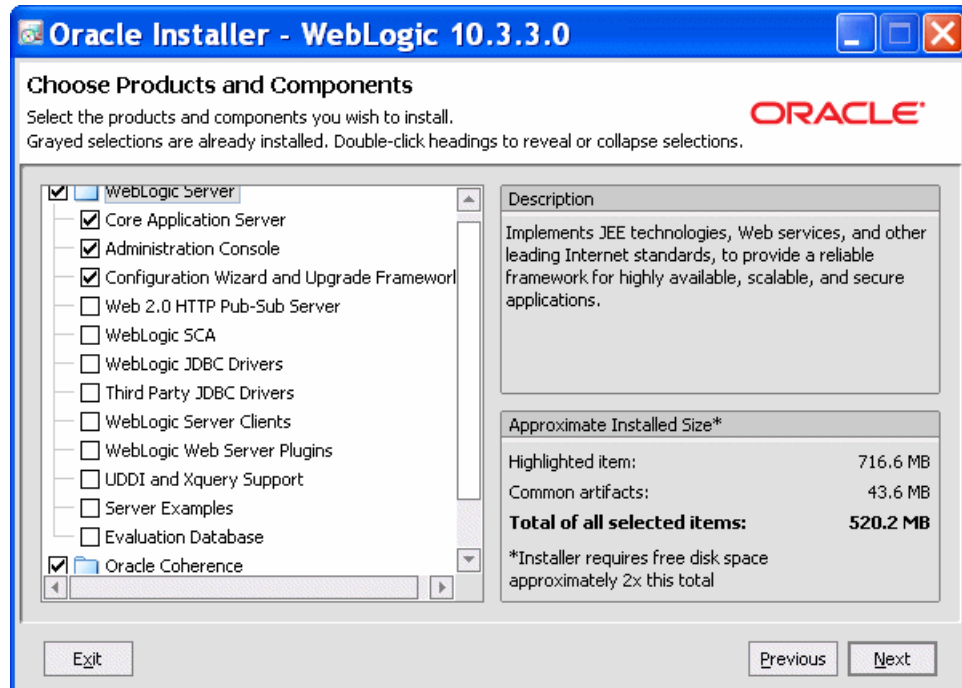 Oracle Installer - WebLogic 10.3.3.0
Choose Products and Components
Select the products and components you wish to install.
Grayed selections are already installed. Double-click headings to reveal or collapse selections.
ORACLE
WebLogic Server
Core Application Server
Administration Console
Configuration Wizard and Upgrade Framework
Web 2.0 HTTP Pub-Sub Server
WebLogic SCA
WebLogic JDBC Drivers
Third Party JDBC Drivers
WebLogic Server Clients
WebLogic Web Server Plugins
UDDI and Xquery Support
Server Examples
Evaluation Database
Oracle Coherence
Description
Implements JEE technologies, Web services, and other
leading Internet standards, to provide a reliable
framework for highly available, scalable, and secure
applications.
Approximate Installed Size*
Highlighted item: 716.6 MB
Common artifacts: 43.6 MB
Total of all selected items: 520.2 MB
*Installer requires free disk space
approximately 2x this total
Exit
Previous
Next